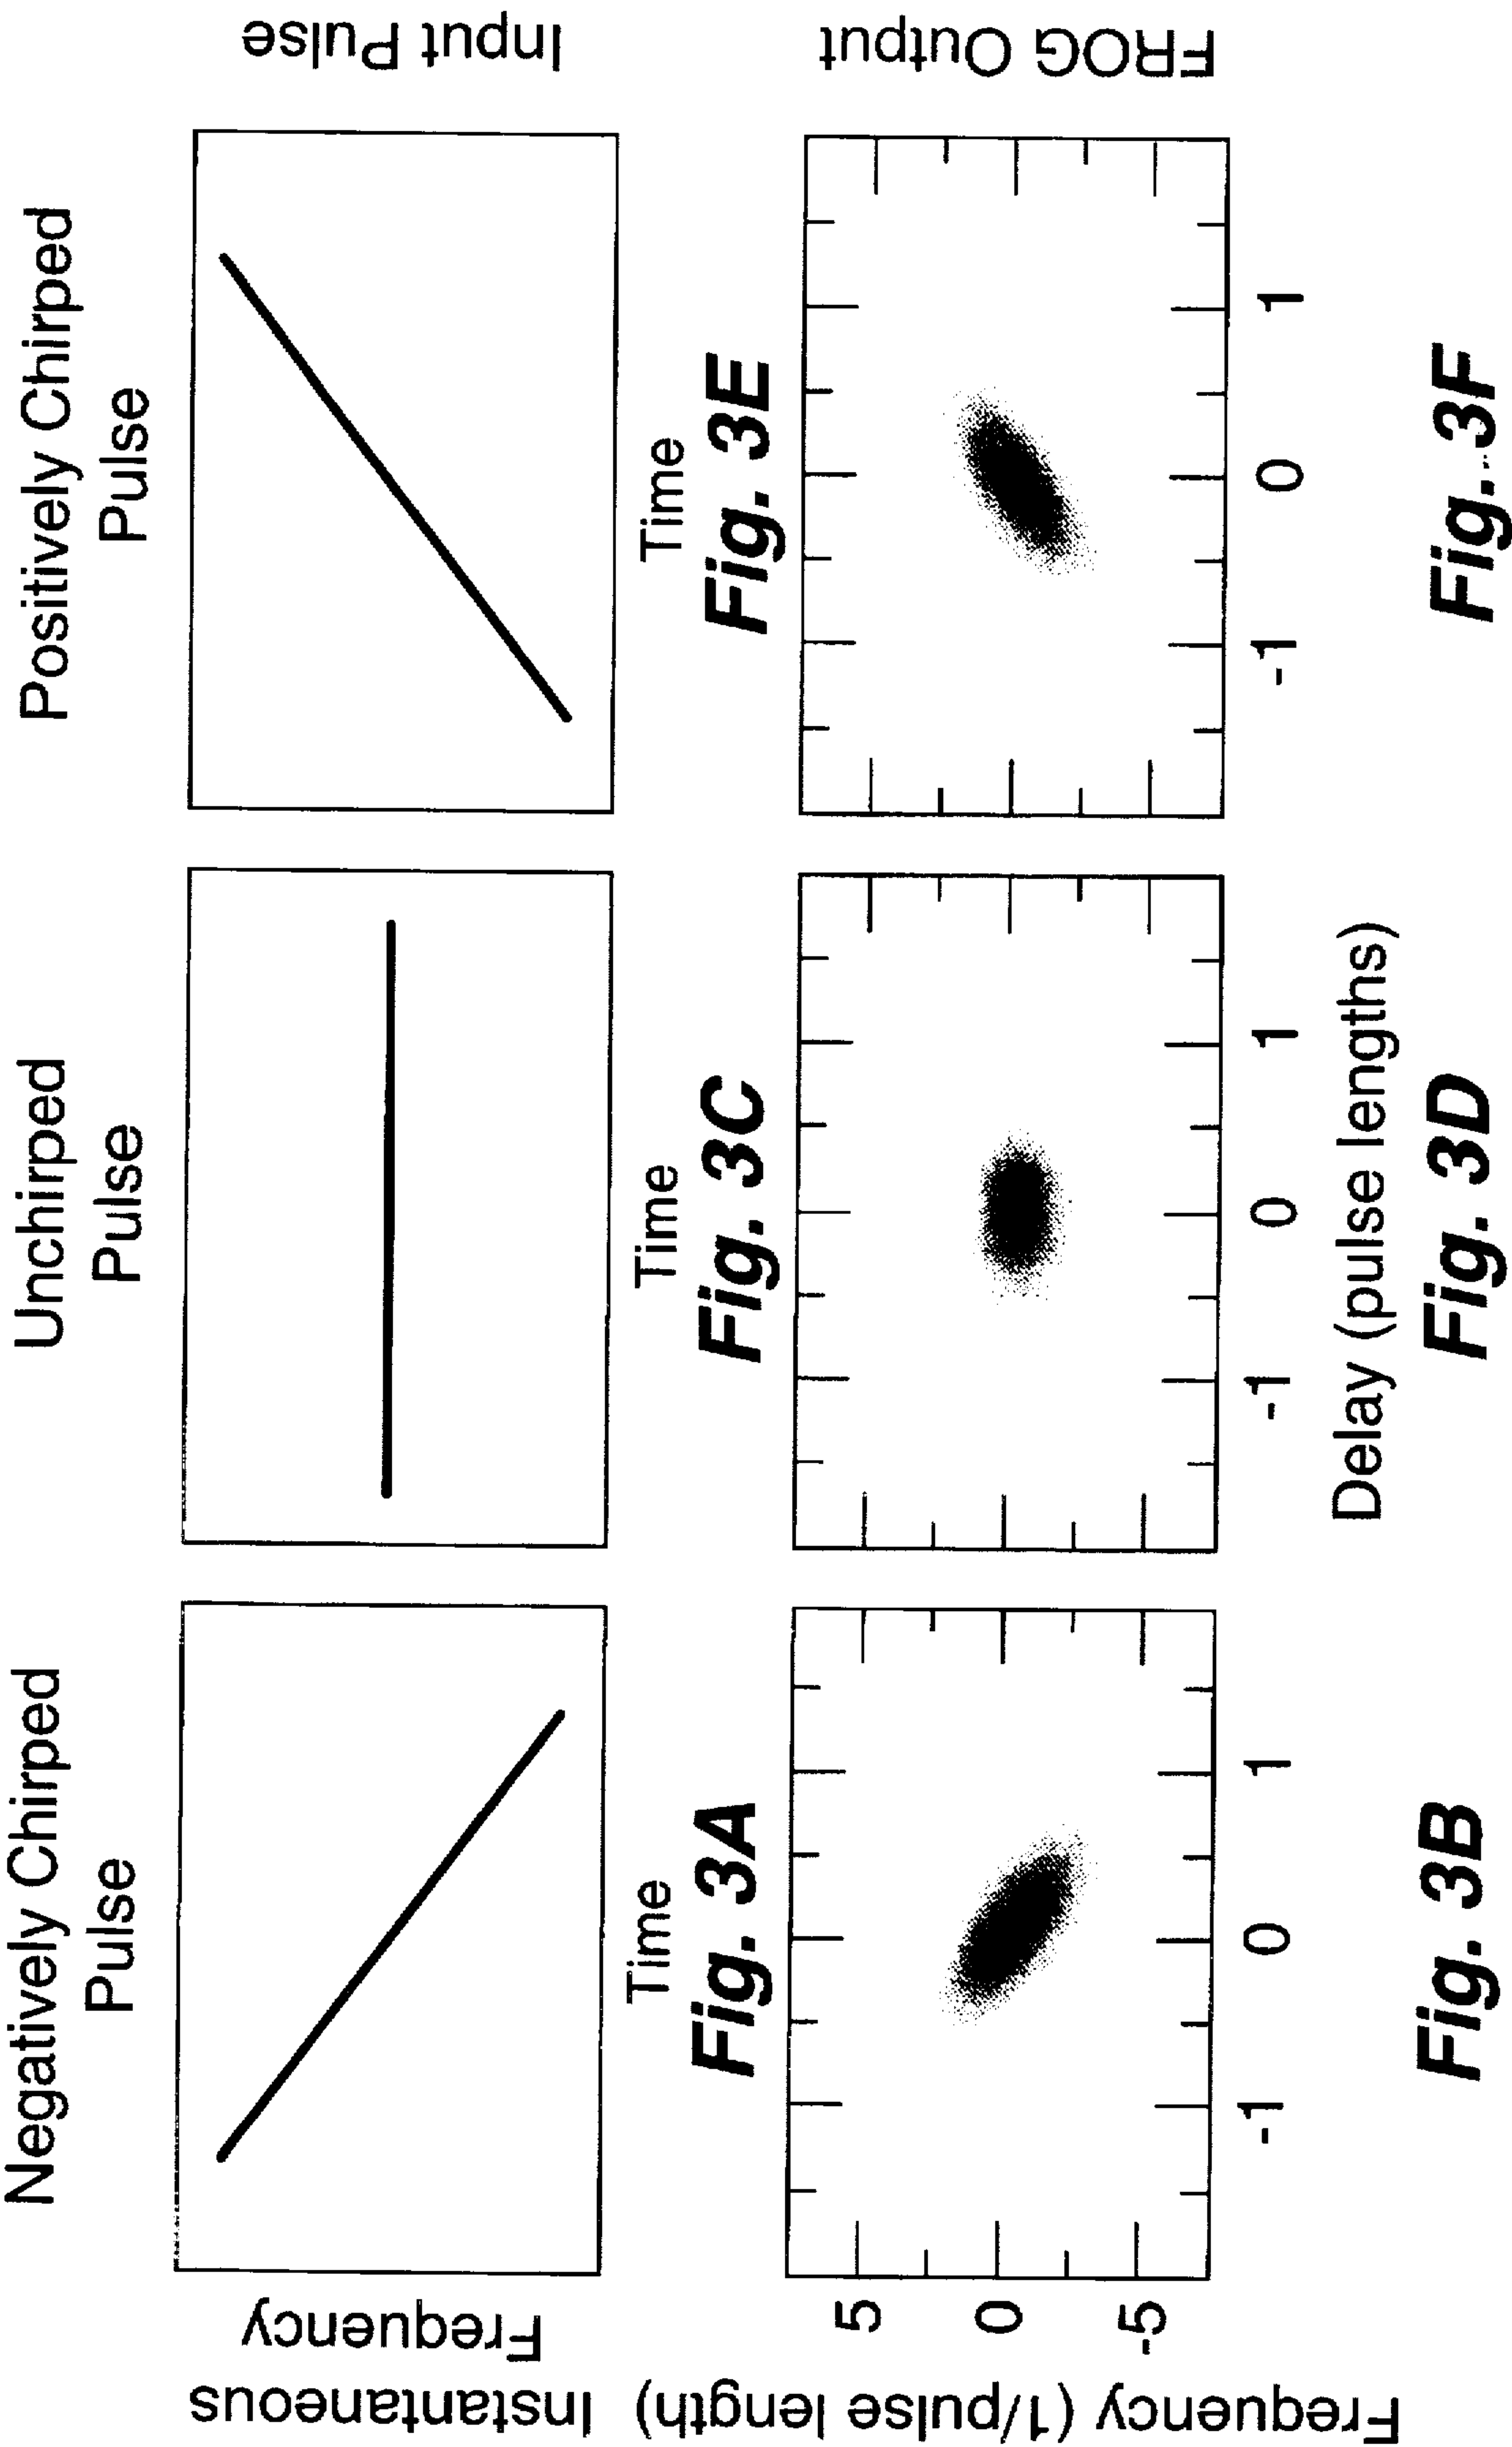 Negatively Chirped
Pulse
Unchirped
Pulse
Positively Chirped
Pulse
Instantaneous
Frequency
Input Pulse
Time
Time
Time
Fig. 3A
Fig. 3C
Fig. 3E
Frequency (1/pulse length)
5
0
-5
FROG Output
-1
0
1
-1
0
1
-1
0
1
Delay (pulse lengths)
Fig. 3B
Fig. 3D
Fig. 3F